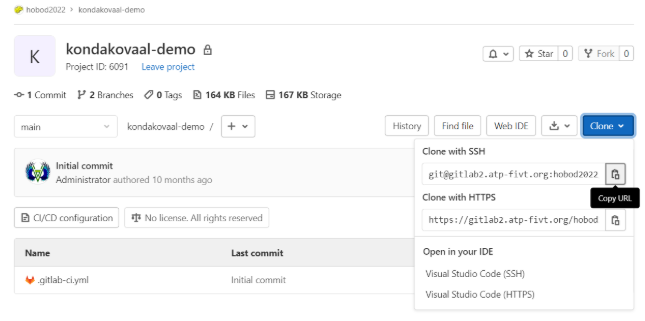 hobod2022 > kondakovaal-demo
K
kondakovaal-demo
Project ID: 6091 Leave project
Star 0
Fork 0
1 Commit 2 Branches 0 Tags 164 KB Files 167 KB Storage
main kondakovaal-demo / + History Find file Web IDE Clone
Initial commit
Administrator authored 10 months ago
CI/CD configuration No license. All rights reserved
Name Last commit
.gitlab-ci.yml Initial commit
Clone with SSH
git@gitlab2.atp-fivt.org:hobod2022
Copy URL
Clone with HTTPS
https://gitlab2.atp-fivt.org/hobod
Open in your IDE
Visual Studio Code (SSH)
Visual Studio Code (HTTPS)